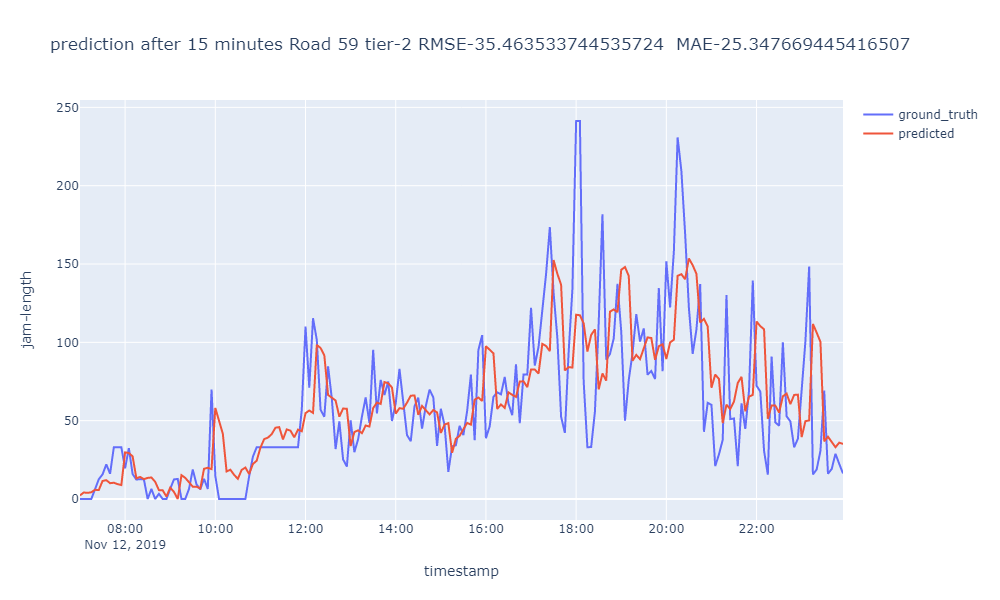 prediction after 15 minutes Road 59 tier-2 RMSE-35.463533744535724  MAE-25.347669445416507
250
200
150
100
50
0
jam-length
08:00 10:00 12:00 14:00 16:00 18:00 20:00 22:00
Nov 12, 2019
timestamp
ground_truth
predicted